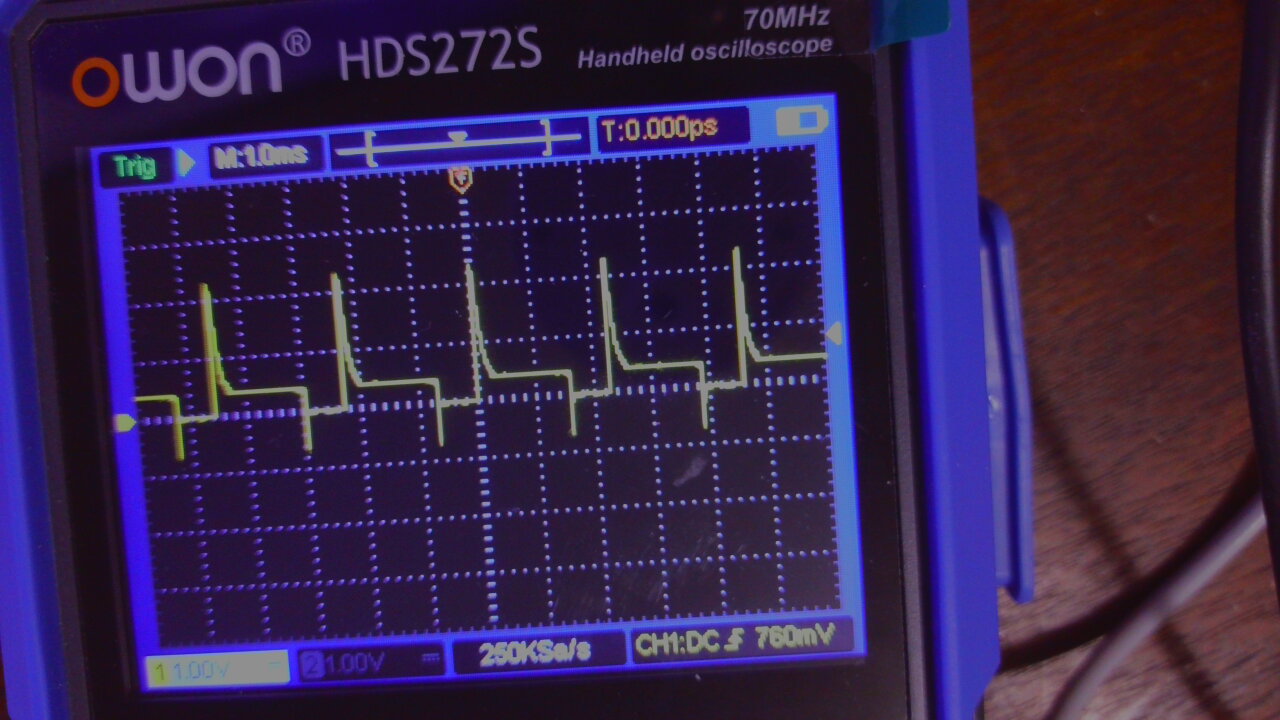 owon® HDS272S
70MHz
Handheld oscilloscope
Trig M:1.0ms T:0.000ps
T
1 1.00V 2 1.00V 250KSa/s CH1:DC 760mV